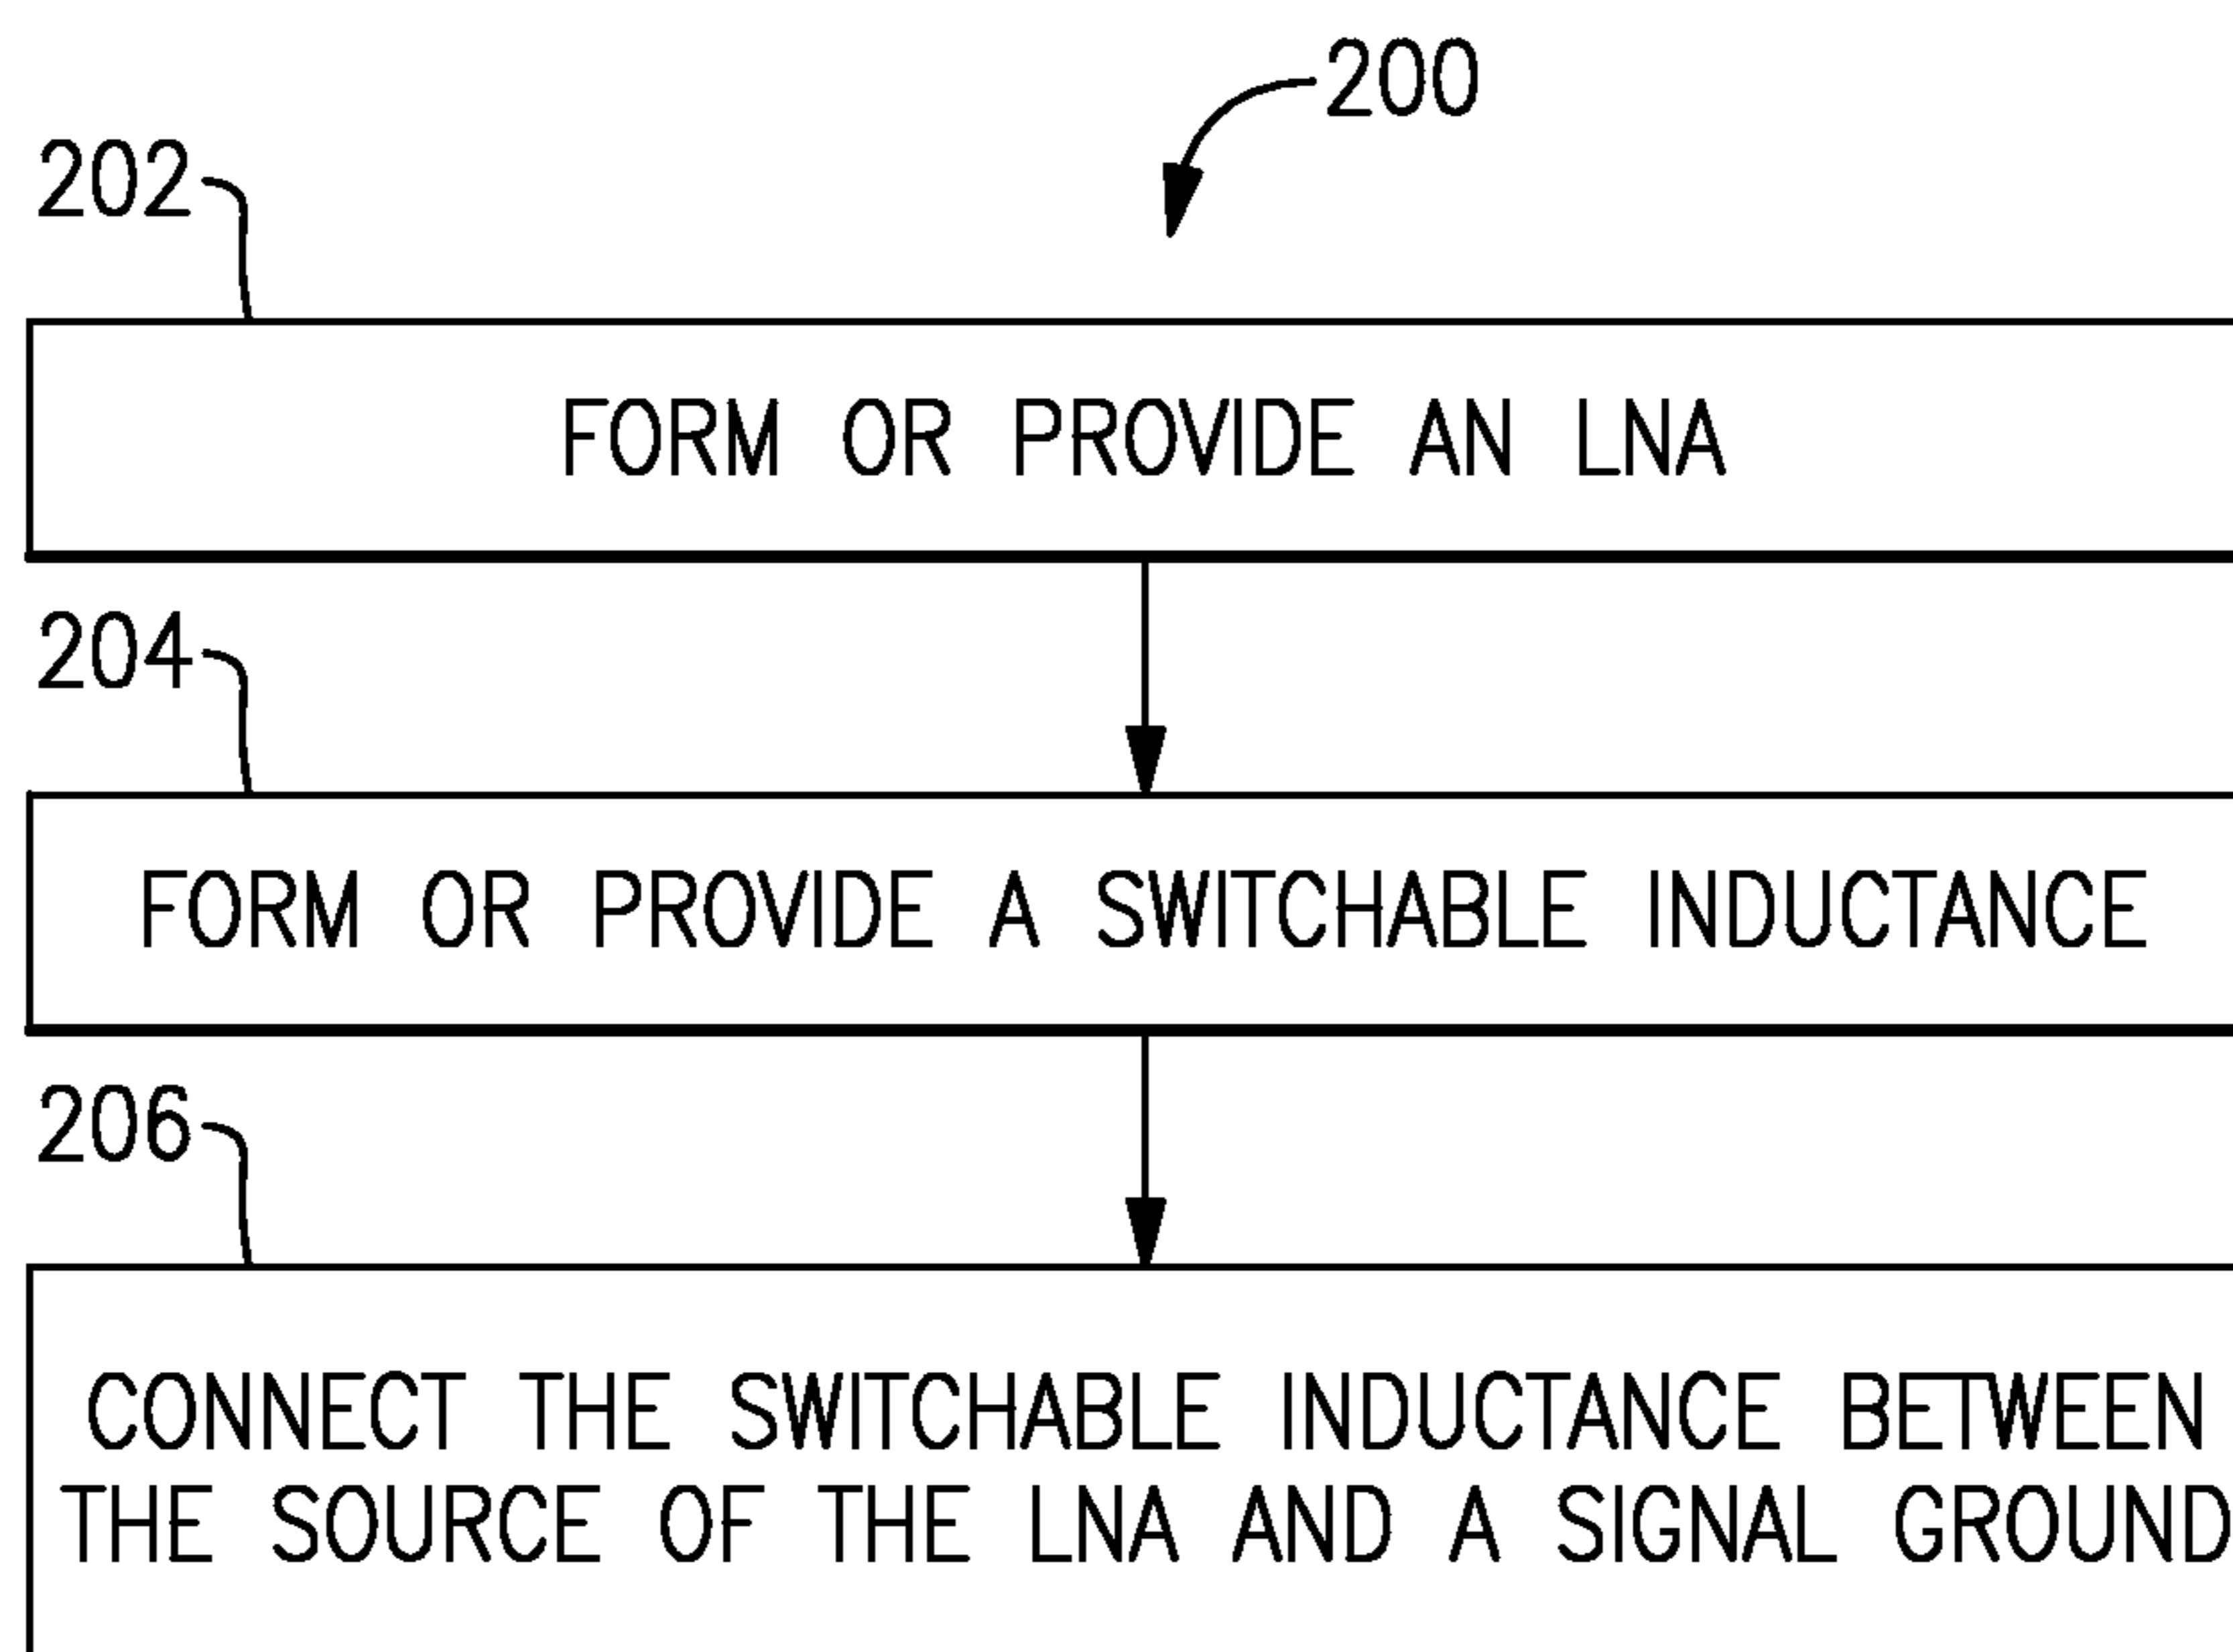 200
202
FORM OR PROVIDE AN LNA
204
FORM OR PROVIDE A SWITCHABLE INDUCTANCE
206
CONNECT THE SWITCHABLE INDUCTANCE BETWEEN
THE SOURCE OF THE LNA AND A SIGNAL GROUND